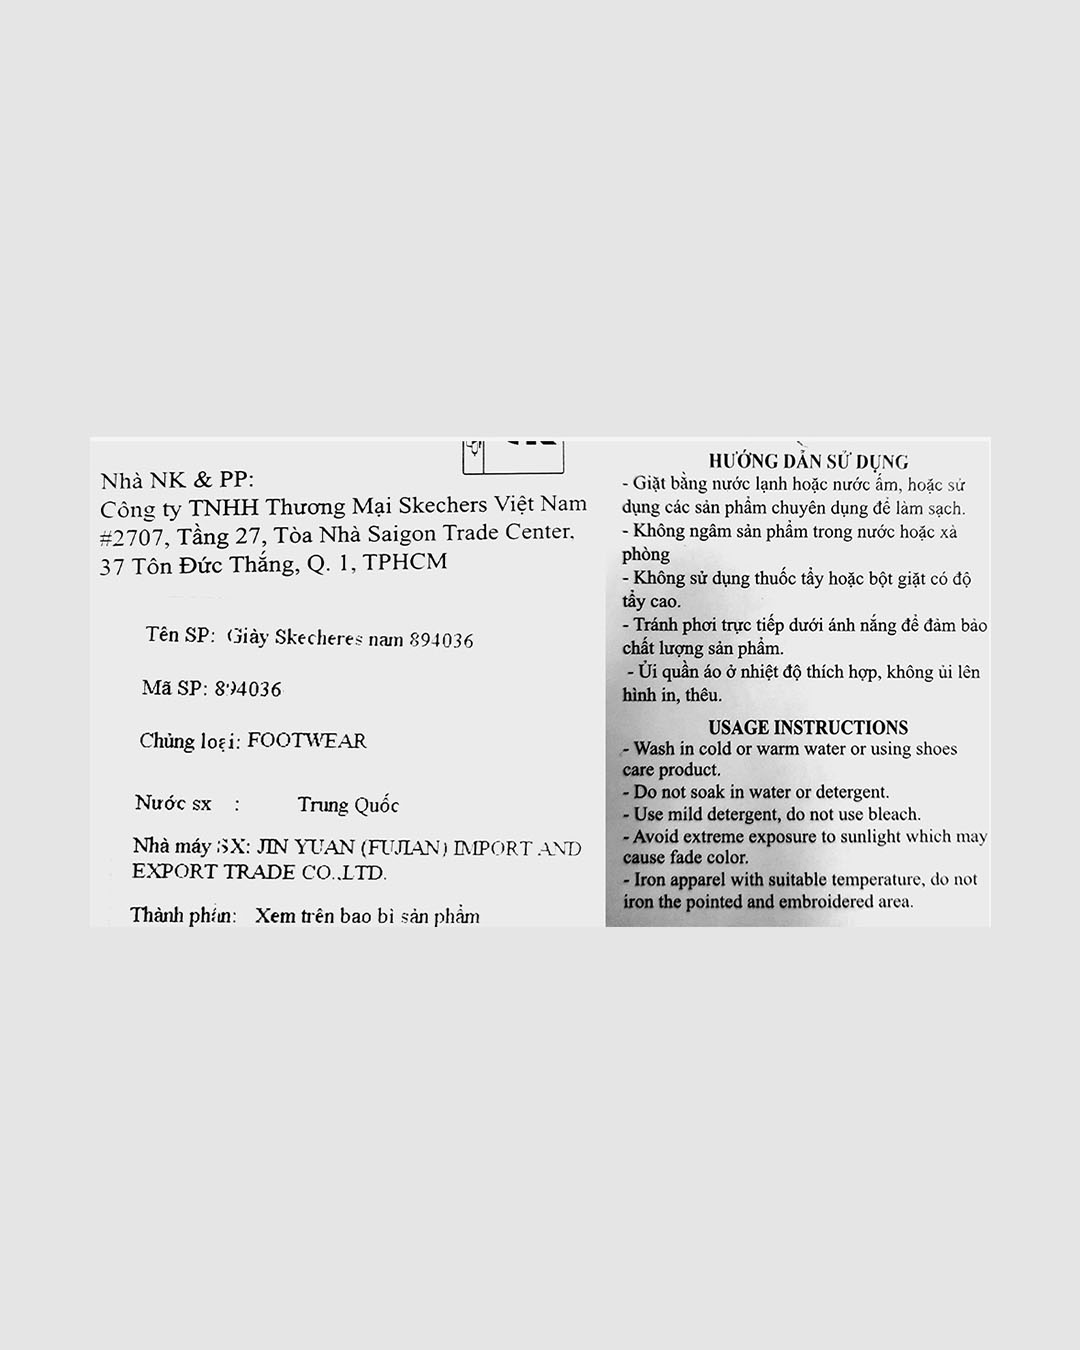 Nhà NK & PP:
Công ty TNHH Thương Mại Skechers Việt Nam
#2707, Tầng 27, Tòa Nhà Saigon Trade Center.
37 Tôn Đức Thắng, Q. 1, TPHCM
Tên SP: Giày Skecheres nam 894036
Mã SP: 894036
Chủng loại: FOOTWEAR
Nước sx : Trung Quốc
Nhà máy SX: JIN YUAN (FUJIAN) IMPORT AND
EXPORT TRADE CO.,LTD.
Thành phần: Xem trên bao bì sản phẩm
HƯỚNG DẪN SỬ DỤNG
- Giặt bằng nước lạnh hoặc nước ấm, hoặc sử
dụng các sản phẩm chuyên dụng để làm sạch.
- Không ngâm sản phẩm trong nước hoặc xà
phòng
- Không sử dụng thuốc tẩy hoặc bột giặt có độ
tẩy cao.
- Tránh phơi trực tiếp dưới ánh nắng để đảm bảo
chất lượng sản phẩm.
- Ủi quần áo ở nhiệt độ thích hợp, không ủi lên
hình in, thêu.
USAGE INSTRUCTIONS
- Wash in cold or warm water or using shoes
care product.
- Do not soak in water or detergent.
- Use mild detergent, do not use bleach.
- Avoid extreme exposure to sunlight which may
cause fade color.
- Iron apparel with suitable temperature, do not
iron the pointed and embroidered area.